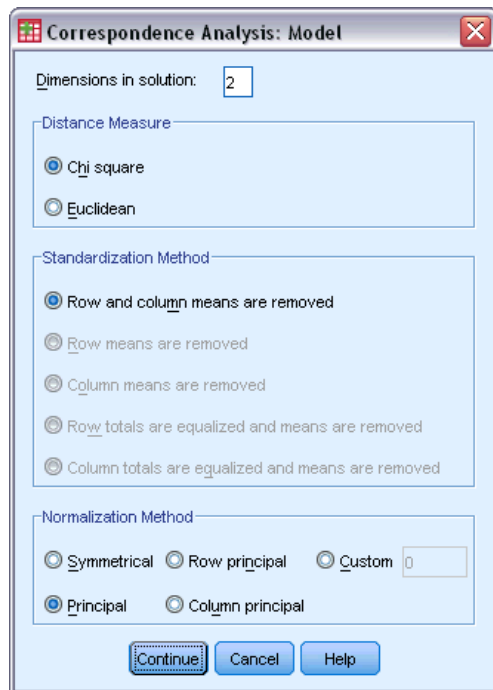 Correspondence Analysis: Model
Dimensions in solution: 2
Distance Measure
Chi square
Euclidean
Standardization Method
Row and column means are removed
Row means are removed
Column means are removed
Row totals are equalized and means are removed
Column totals are equalized and means are removed
Normalization Method
Symmetrical Row principal Custom 0
Principal Column principal
Continue Cancel Help